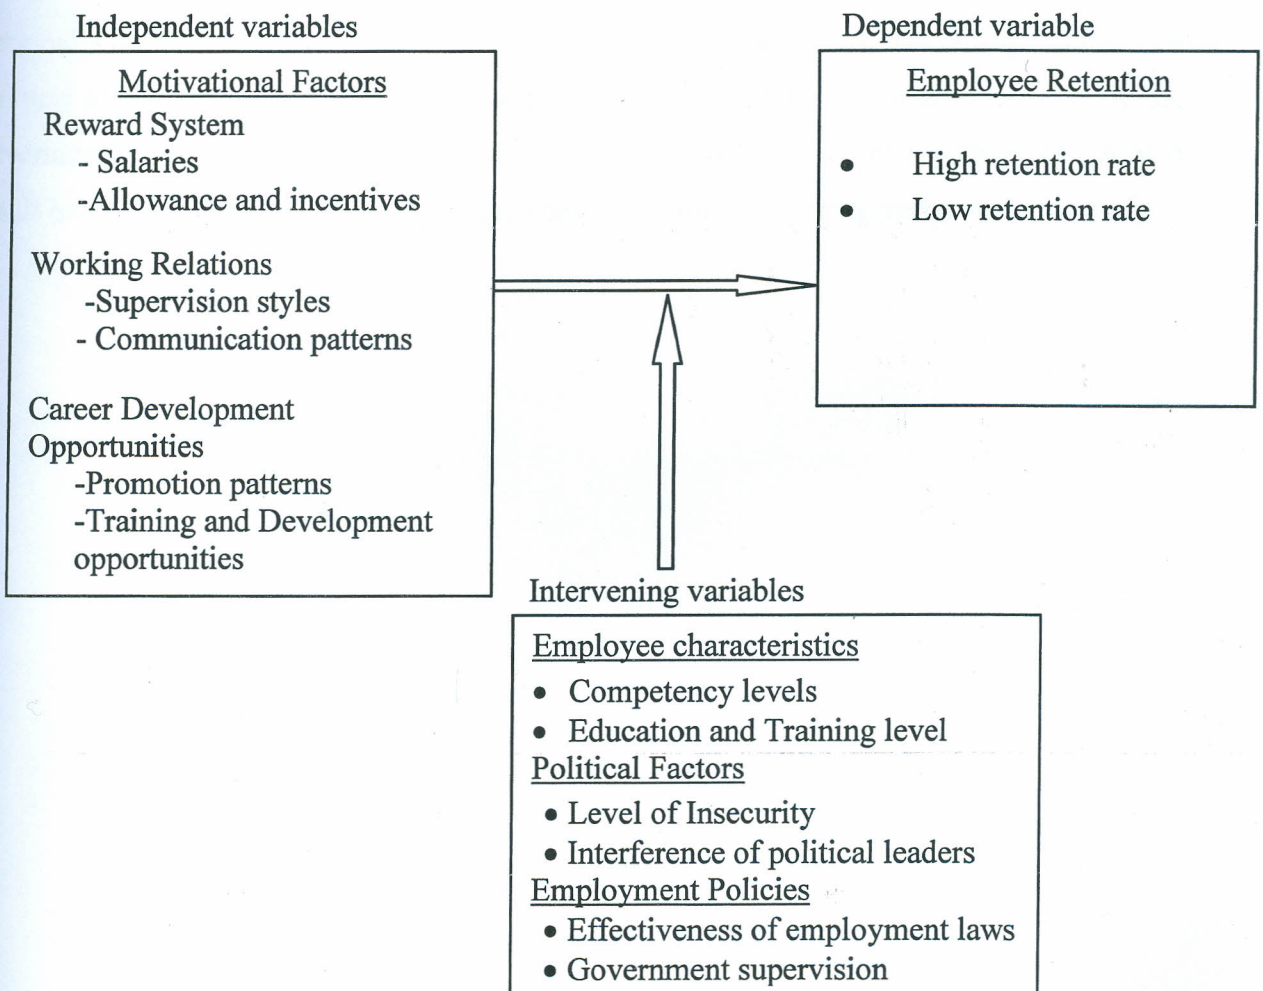 Independent variables
Motivational Factors
Reward System
- Salaries
-Allowance and incentives
Working Relations
-Supervision styles
- Communication patterns
Career Development
Opportunities
-Promotion patterns
-Training and Development
opportunities
Dependent variable
Employee Retention
• High retention rate
• Low retention rate
Intervening variables
Employee characteristics
• Competency levels
• Education and Training level
Political Factors
• Level of Insecurity
• Interference of political leaders
Employment Policies
• Effectiveness of employment laws
• Government supervision